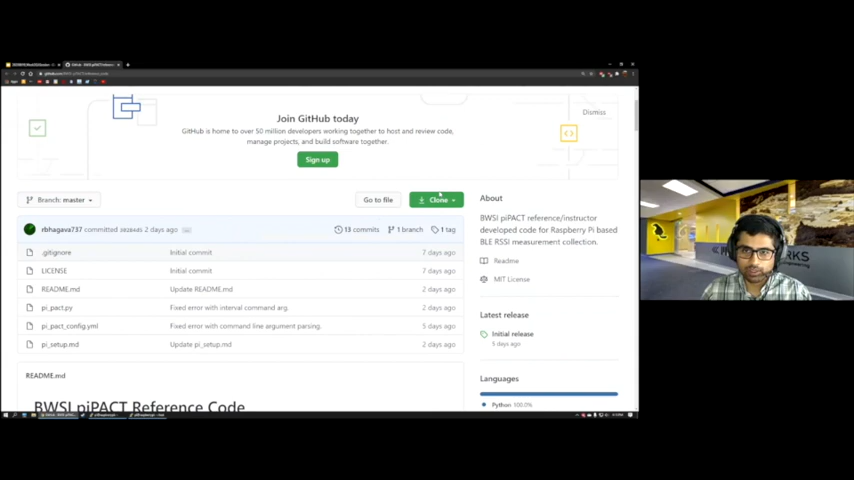 Join GitHub today
Dismiss
GitHub is home to over 50 million developers working together to host and review code,
manage projects, and build software together.
Sign up
Branch: master
Go to file
Clone
About
BWSI piPACT reference/instructor
developed code for Raspberry Pi based
BLE RSSI measurement collection.
Readme
MIT License
rbhagava737 committed 282e845 2 days ago
13 commits
1 branch
1 tag
.gitignore
Initial commit
7 days ago
LICENSE
Initial commit
7 days ago
README.md
Update README.md
2 days ago
pi_pact.py
Fixed error with interval command arg.
2 days ago
pi_pact_config.yml
Fixed error with command line argument parsing.
5 days ago
pi_setup.md
Update pi_setup.md
2 days ago
Latest release
Initial release
5 days ago
Languages
Python 100.0%
README.md
BWSI piPACT Reference Code